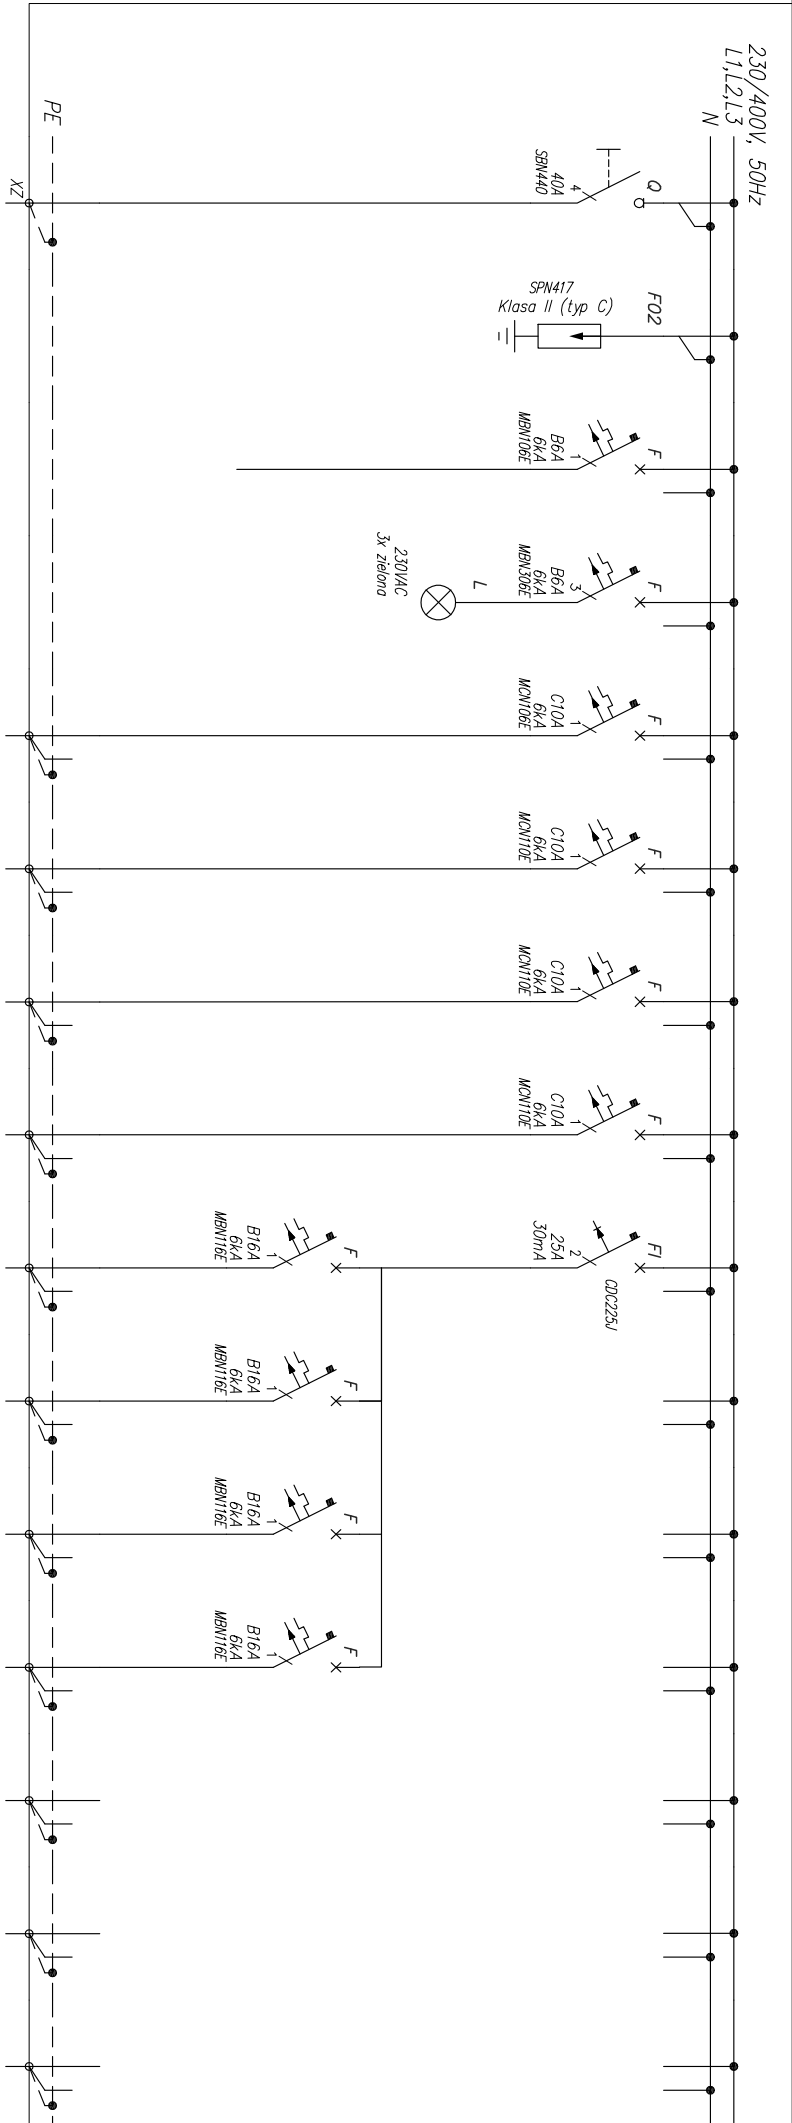 230/400V, 50Hz
L1,L2,L3
N
PE
XZ
Q
4
40A
SBN440
F02
SPN417
Klasa II (typ C)
F
1
B6A
6kA
MBN106E
F
3
B6A
6kA
MBN306E
L
230VAC
3x zielona
F
1
C10A
6kA
MCN106E
F
1
C10A
6kA
MCN110E
F
1
C10A
6kA
MCN110E
F
1
C10A
6kA
MCN110E
FI
2
25A
30mA
CDC225J
F
1
B16A
6kA
MBN116E
F
1
B16A
6kA
MBN116E
F
1
B16A
6kA
MBN116E
F
1
B16A
6kA
MBN116E